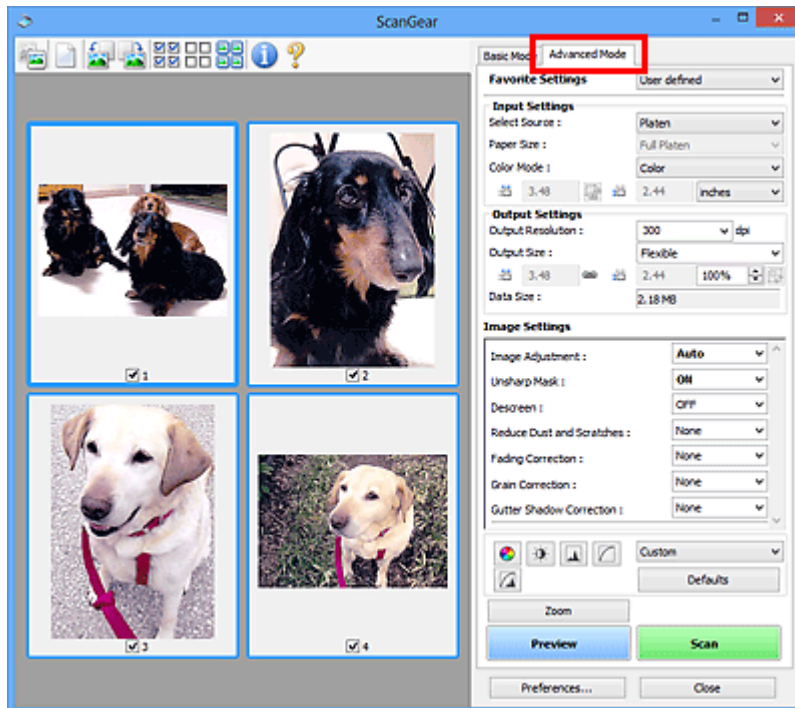 ScanGear
Basic Mode Advanced Mode
Favorite Settings User defined
Input Settings
Select Source : Platen
Paper Size : Full Platen
Color Mode : Color
3.48 2.44 inches
Output Settings
Output Resolution : 300 dpi
Output Size : Flexible
3.48 2.44 100%
Data Size : 2.18 MB
Image Settings
Image Adjustment : Auto
Unsharp Mask : ON
Descreen : OFF
Reduce Dust and Scratches : None
Fading Correction : None
Grain Correction : None
Gutter Shadow Correction : None
Custom
Defaults
Zoom
Preview Scan
Preferences... Close
1
2
3
4